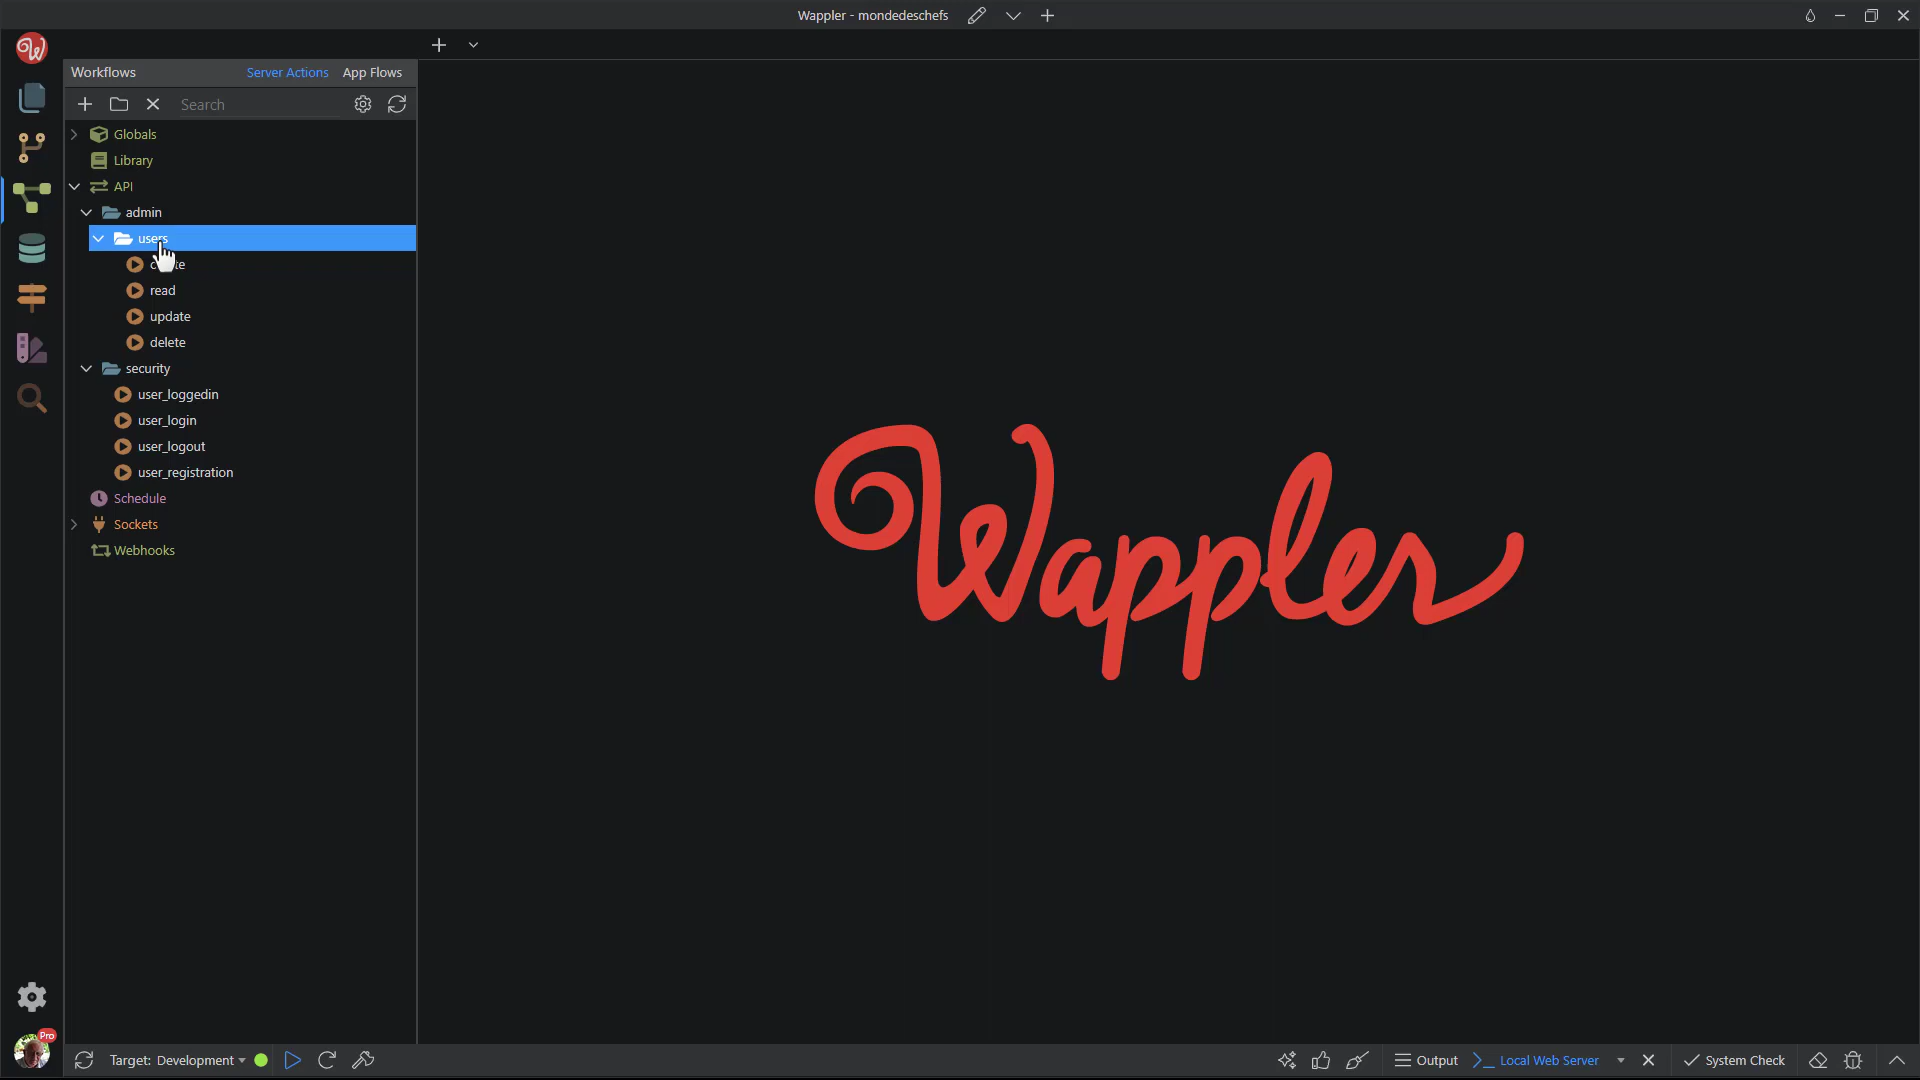 Wappler - mondedeschefs
Workflows
Server Actions
App Flows
Search
Globals
Library
API
admin
users
read
update
delete
security
user_loggedin
user_login
user_logout
user_registration
Schedule
Sockets
Webhooks
Wappler
Pro
Target: Development
Output
Local Web Server
System Check